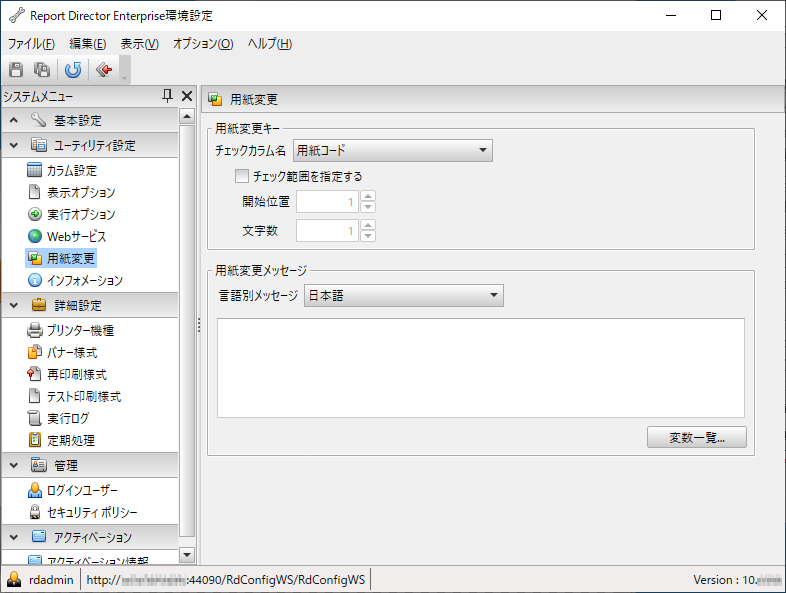 Report Director Enterprise環境設定
ファイル(F) 編集(E) 表示(V) オプション(O) ヘルプ(H)
システムメニュー
基本設定
ユーティリティ設定
カラム設定
表示オプション
実行オプション
Webサービス
用紙変更
インフォメーション
詳細設定
プリンター機種
バナー様式
再印刷様式
テスト印刷様式
実行ログ
定期処理
管理
ログインユーザー
セキュリティ ポリシー
アクティベーション
アクティベーション情報
用紙変更
用紙変更キー
チェックカラム名 用紙コード
チェック範囲を指定する
開始位置 1
文字数 1
用紙変更メッセージ
言語別メッセージ 日本語
変数一覧...
rdadmin http://:44090/RdConfigWS/RdConfigWS Version : 10.